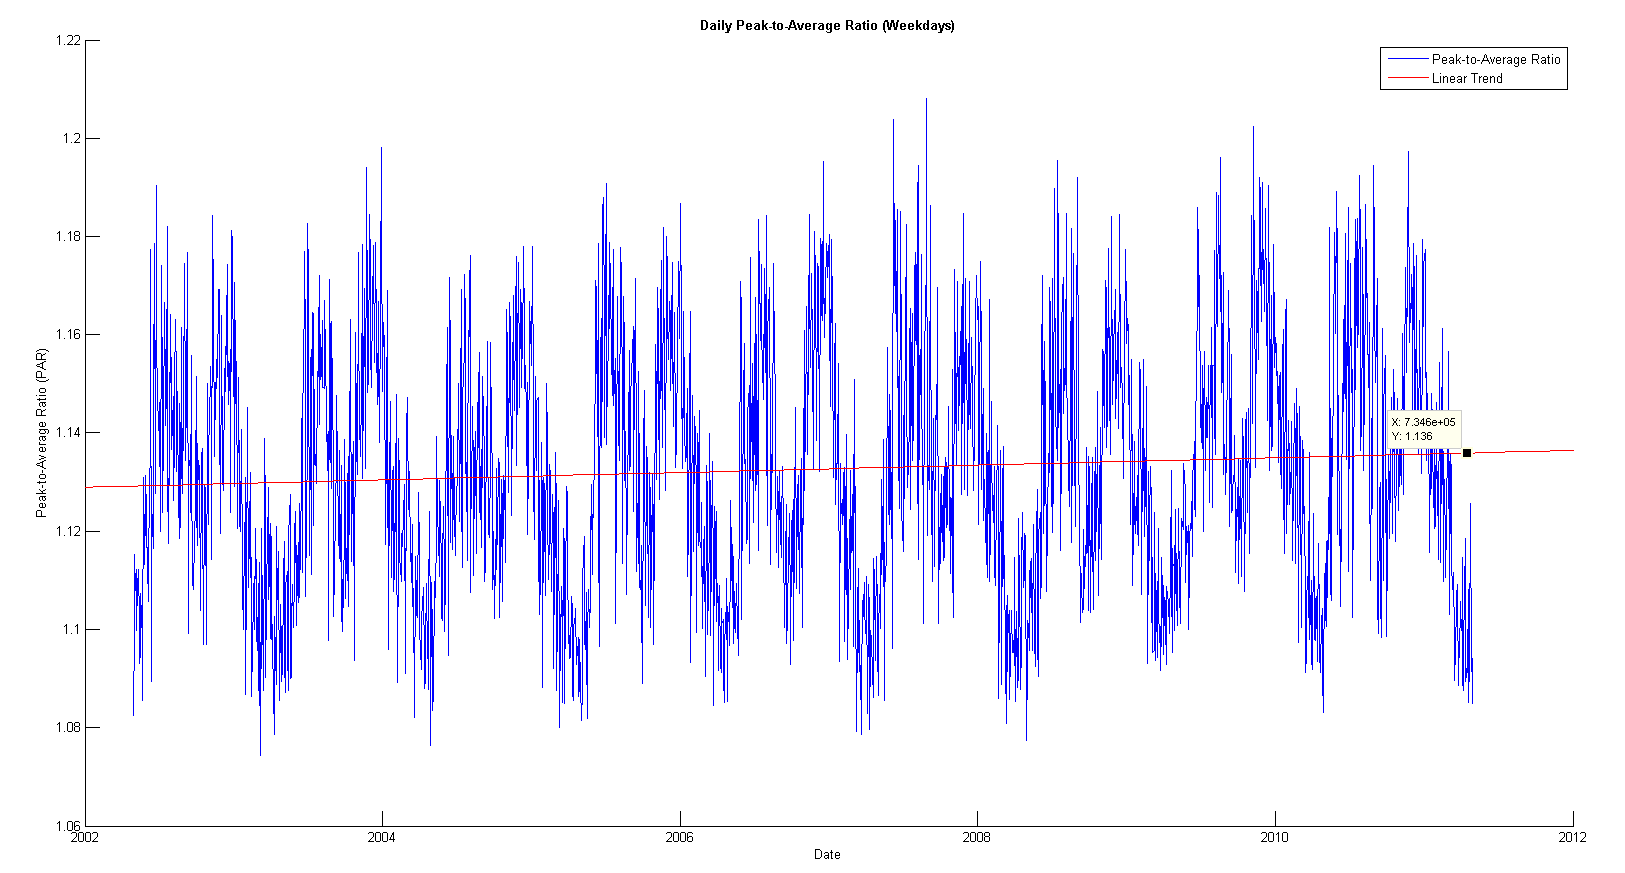 Daily Peak-to-Average Ratio (Weekdays)
1.22
Peak-to-Average Ratio
Linear Trend
1.2
1.18
1.16
1.14
X: 7.346e+05
Y: 1.136
Peak-to-Average Ratio (PAR)
1.12
1.1
1.08
1.06
2002
2004
2006
2008
2010
2012
Date